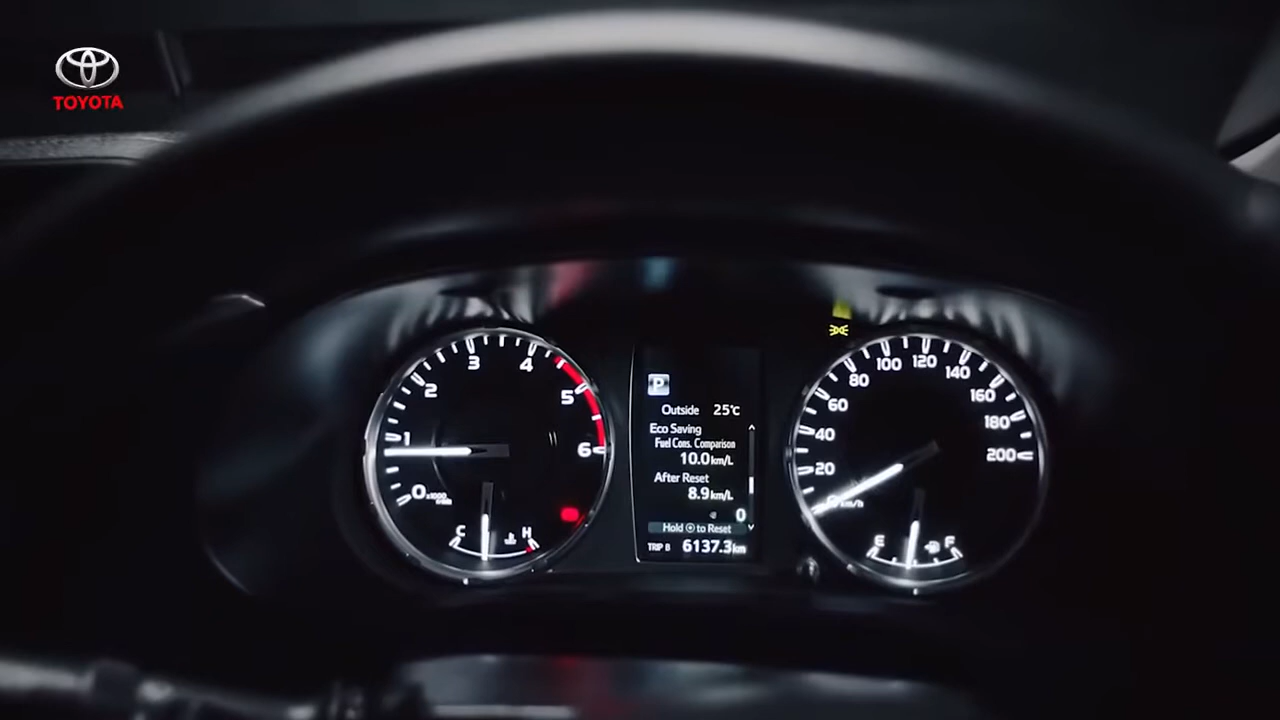 TOYOTA
0 1 2 3 4 5 6
x1000
C H
P
Outside 25℃
Eco Saving
Fuel Cons. Comparison
10.0km/L
After Reset
8.9km/L
0
Hold to Reset
TRIP B 6137.3km
20 40 60 80 100 120 140 160 180 200
km/h
E F